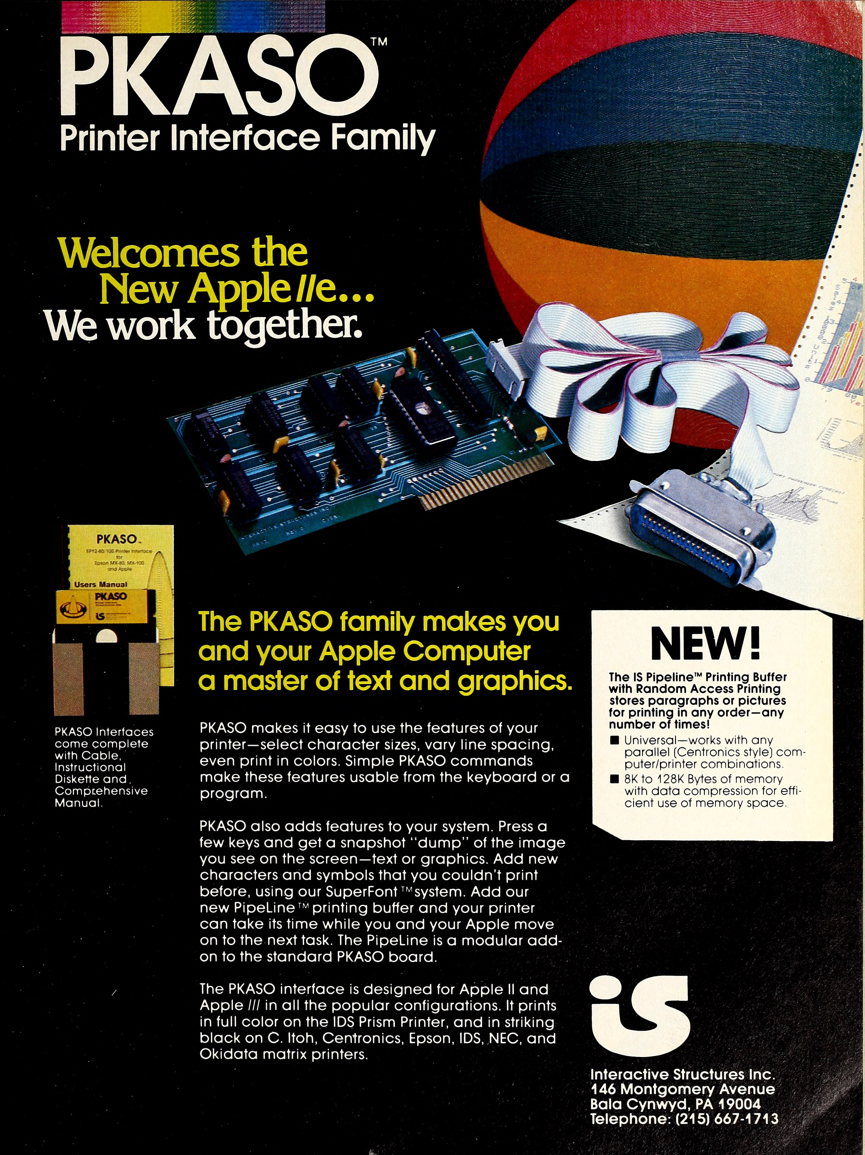 PKASO™
Printer Interface Family
Welcomes the
New Apple //e...
We work together.
PKASO™
Printer Interface
for
Epson MX-80, MX-100
and Apple
Users Manual
PKASO
is
PKASO Interfaces
come complete
with Cable,
Instructional
Diskette and
Comprehensive
Manual.
The PKASO family makes you
and your Apple Computer
a master of text and graphics.
PKASO makes it easy to use the features of your
printer—select character sizes, vary line spacing,
even print in colors. Simple PKASO commands
make these features usable from the keyboard or a
program.
PKASO also adds features to your system. Press a
few keys and get a snapshot "dump" of the image
you see on the screen—text or graphics. Add new
characters and symbols that you couldn't print
before, using our SuperFont™ system. Add our
new PipeLine™ printing buffer and your printer
can take its time while you and your Apple move
on to the next task. The PipeLine is a modular add-
on to the standard PKASO board.
The PKASO interface is designed for Apple II and
Apple /// in all the popular configurations. It prints
in full color on the IDS Prism Printer, and in striking
black on C. Itoh, Centronics, Epson, IDS, NEC, and
Okidata matrix printers.
NEW!
The IS Pipeline™ Printing Buffer
with Random Access Printing
stores paragraphs or pictures
for printing in any order—any
number of times!
■ Universal—works with any
parallel (Centronics style) com-
puter/printer combinations.
■ 8K to 128K Bytes of memory
with data compression for effi-
cient use of memory space.
is
Interactive Structures Inc.
146 Montgomery Avenue
Bala Cynwyd, PA 19004
Telephone: (215) 667-1713